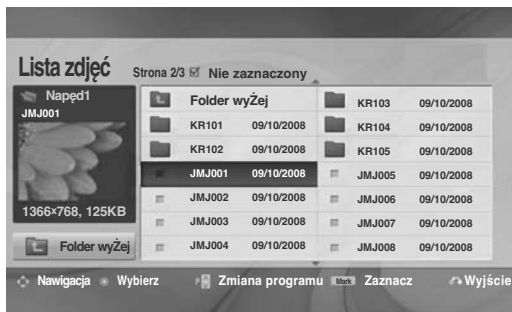 Lista zdjęć Strona 2/3 Nie zaznaczony
Napęd1
JMJ001
1366x768, 125KB
Folder wyŻej
Folder wyŻej
KR101 09/10/2008
KR102 09/10/2008
JMJ001 09/10/2008
JMJ002 09/10/2008
JMJ003 09/10/2008
JMJ004 09/10/2008
KR103 09/10/2008
KR104 09/10/2008
KR105 09/10/2008
JMJ005 09/10/2008
JMJ006 09/10/2008
JMJ007 09/10/2008
JMJ008 09/10/2008
Nawigacja Wybierz P Zmiana programu Mark Zaznacz Wyjście